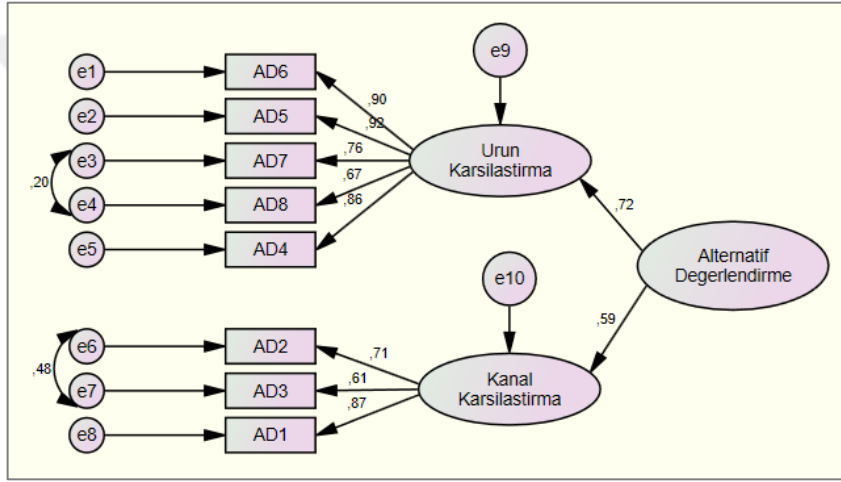 e9
e1
AD6
,90
e2
AD5
,92
e3
AD7
,76
Urun
Karsilastirma
,20
,67
e4
AD8
,86
,72
e5
AD4
Alternatif
Degerlendirme
e10
,59
e6
AD2
,71
,48
e7
AD3
,61
Kanal
Karsilastirma
,87
e8
AD1